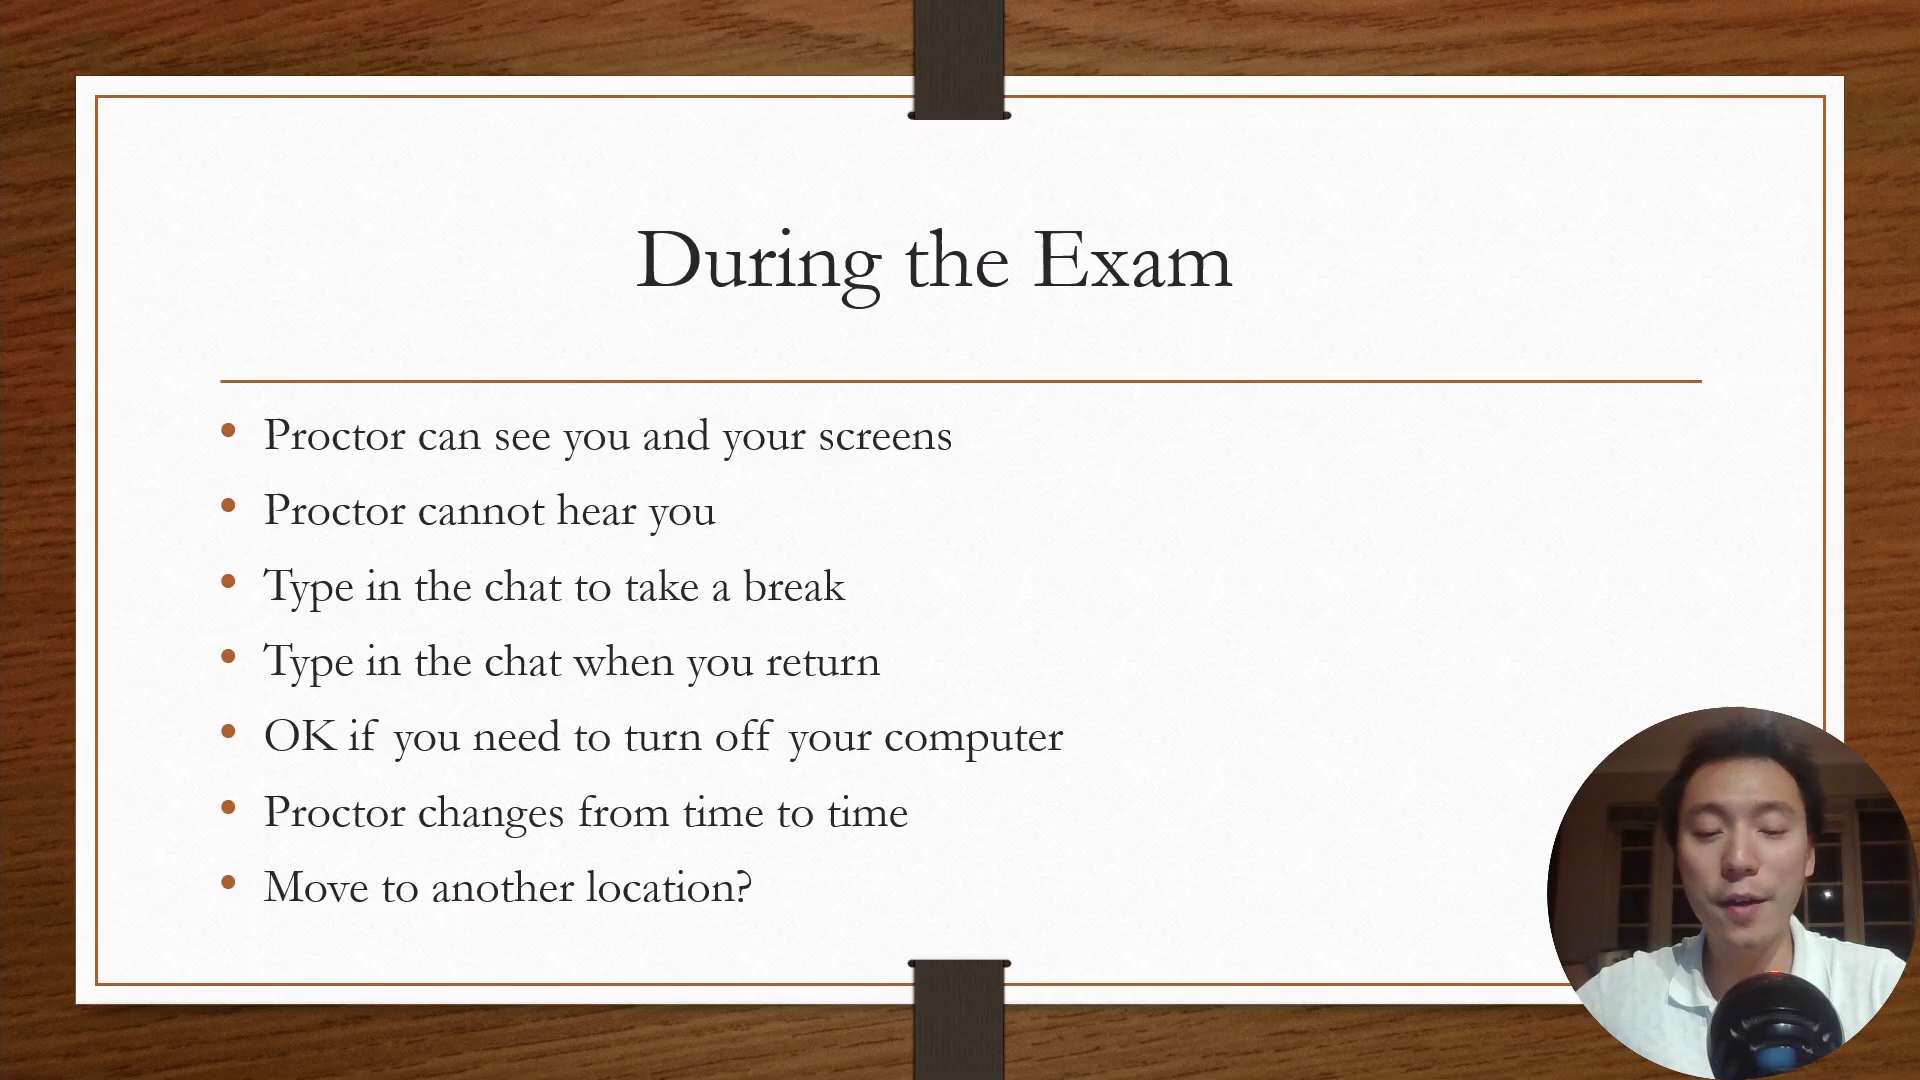 During the Exam
• Proctor can see you and your screens
• Proctor cannot hear you
• Type in the chat to take a break
• Type in the chat when you return
• OK if you need to turn off your computer
• Proctor changes from time to time
• Move to another location?